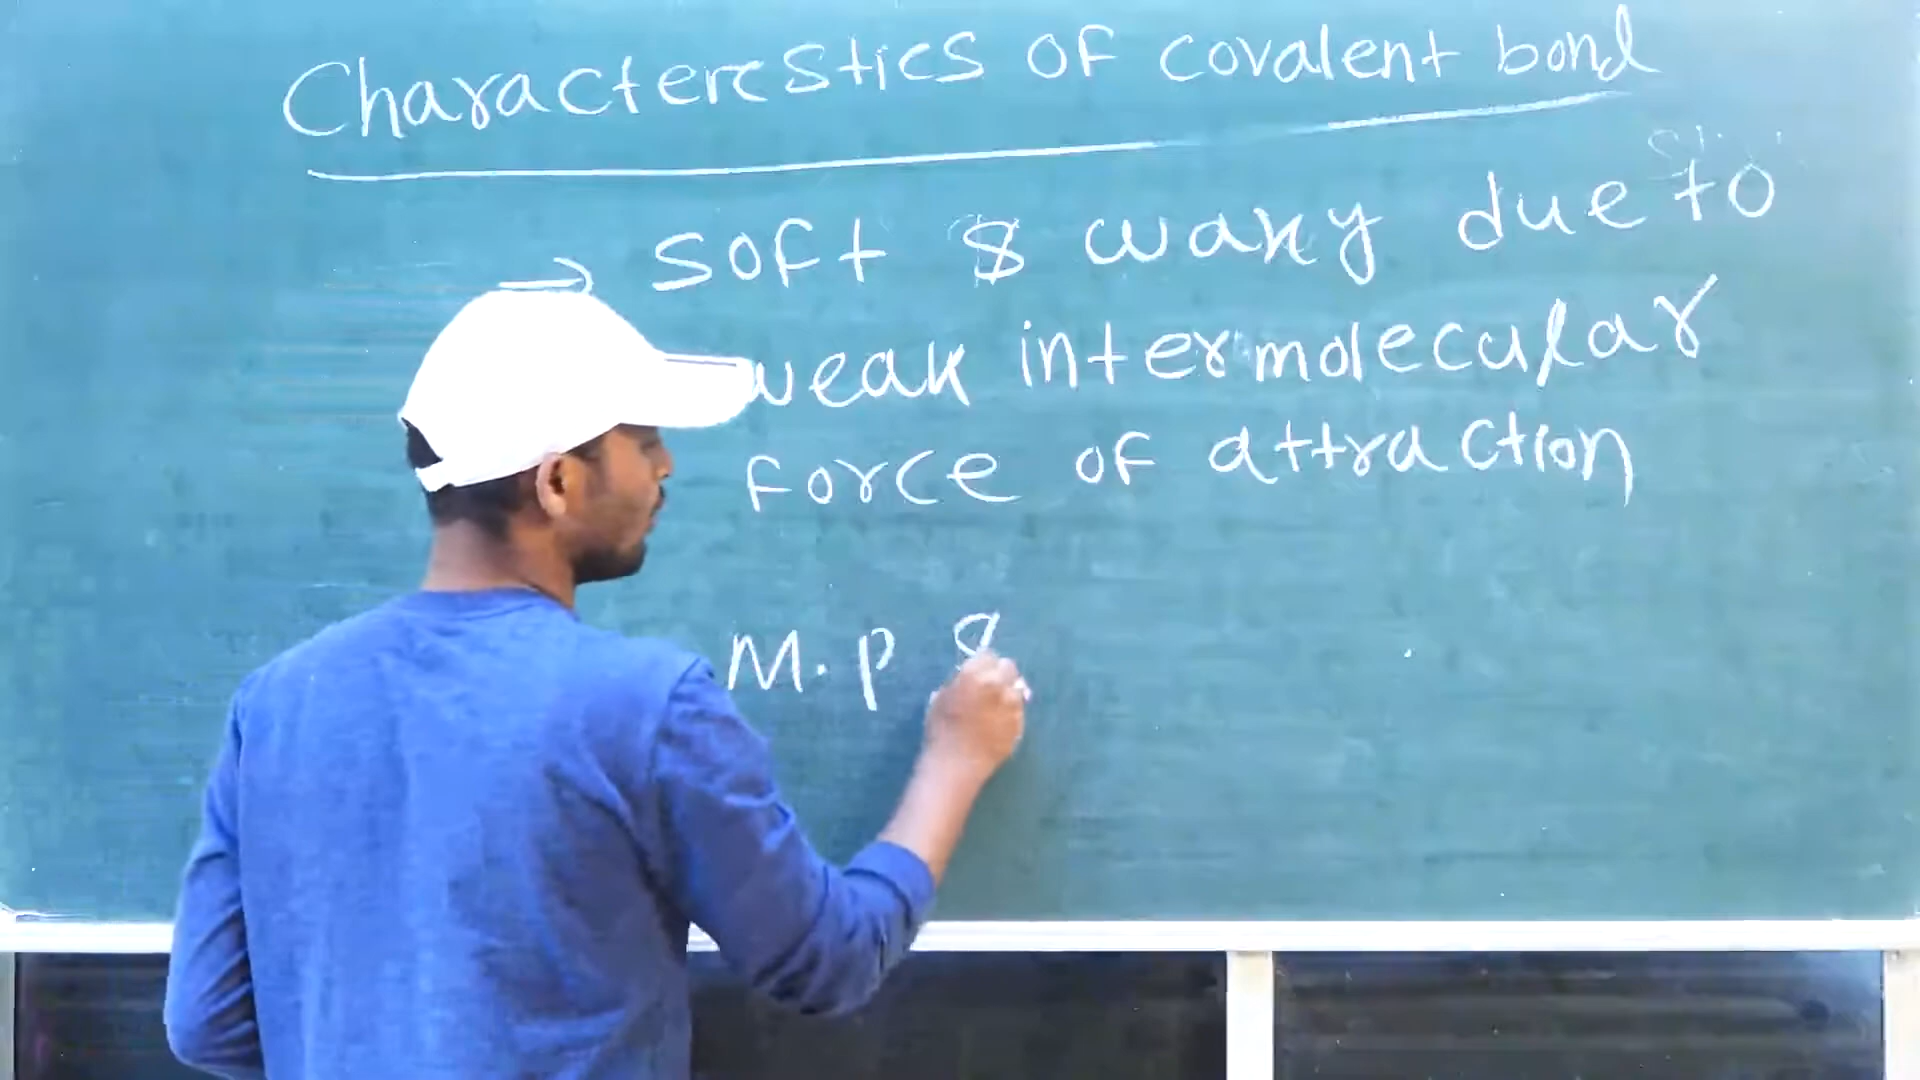 Characterestics of covalent bond
→ soft & waxy due to
weak intermolecular
force of attraction
M.P &